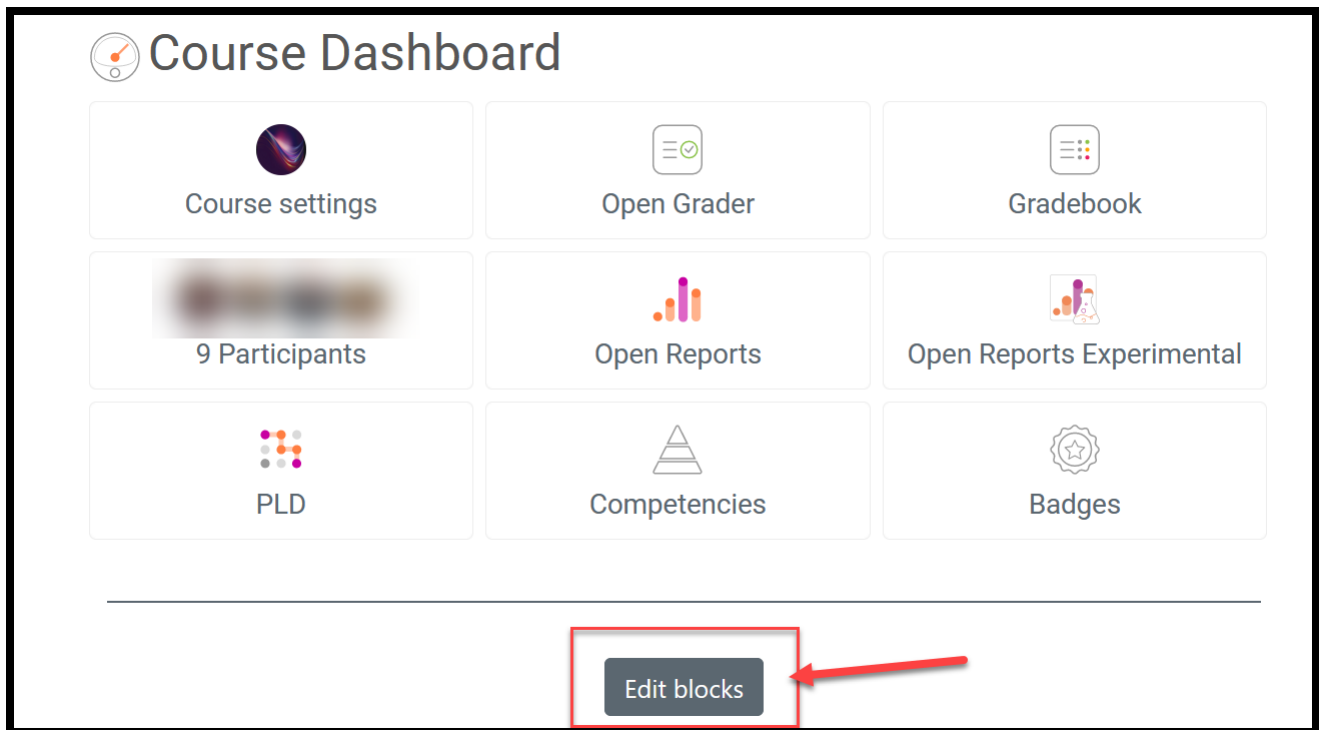 Course Dashboard
Course settings
Open Grader
Gradebook
9 Participants
Open Reports
Open Reports Experimental
PLD
Competencies
Badges
Edit blocks